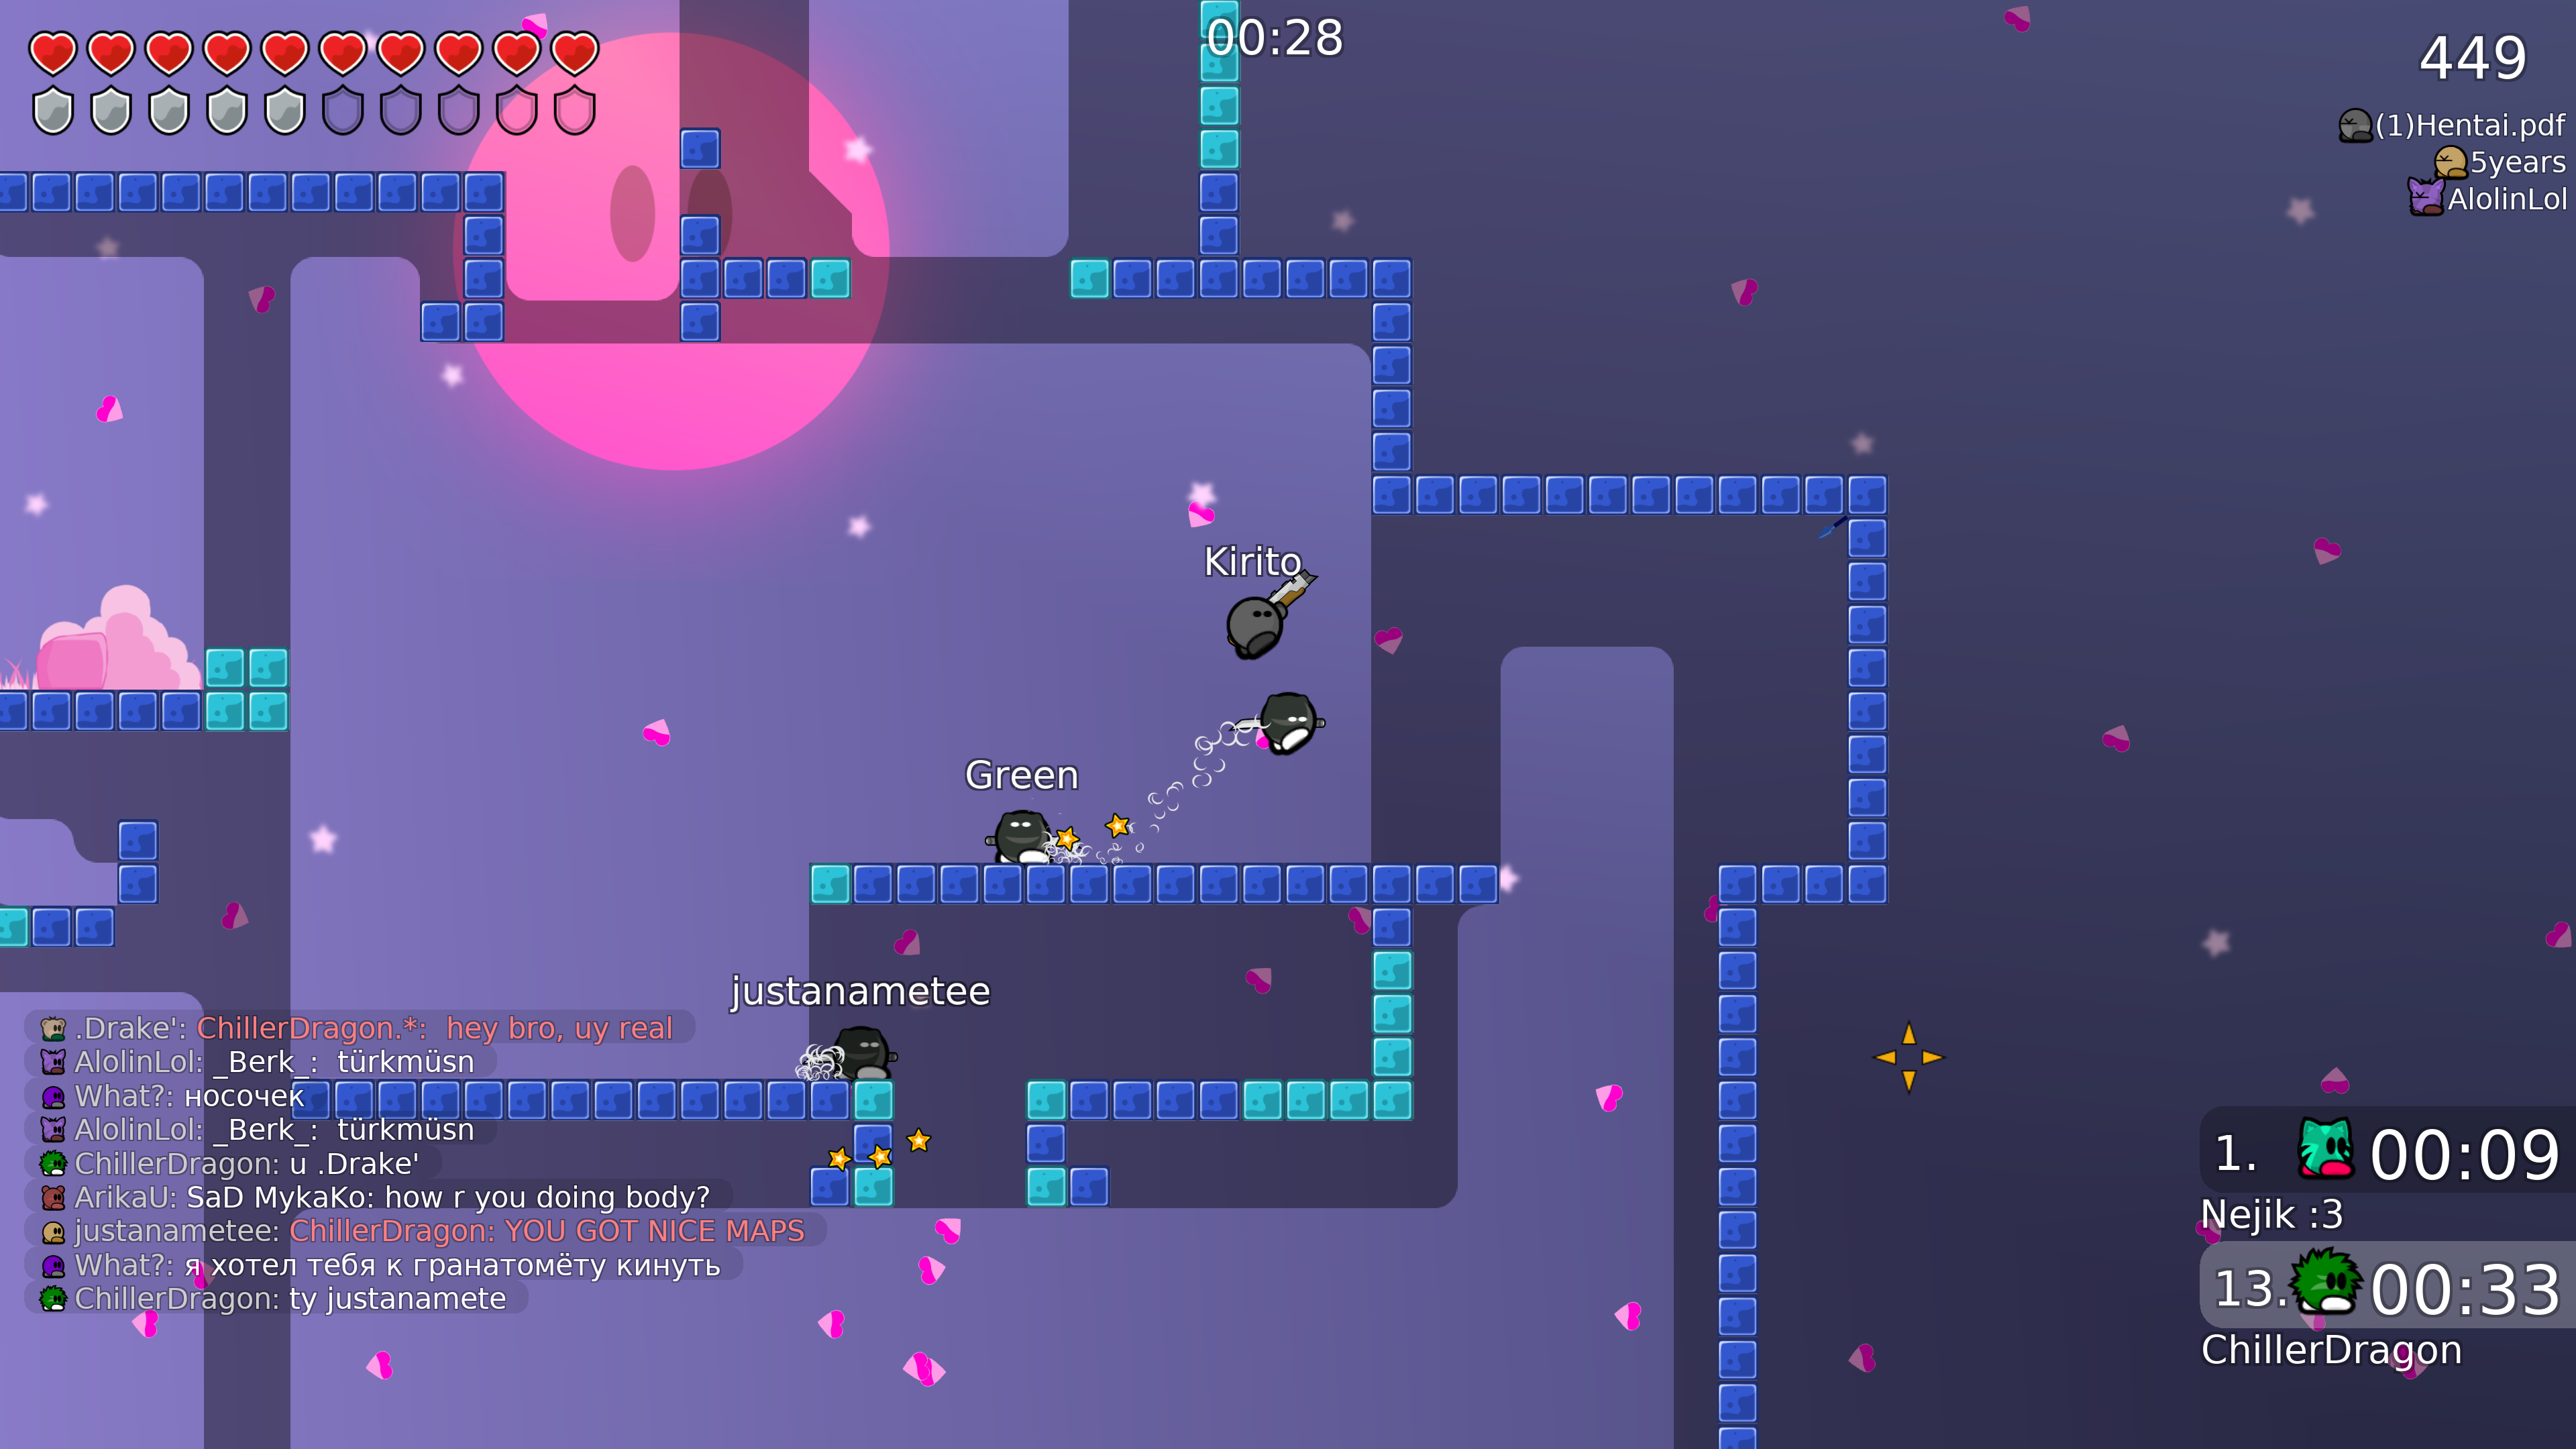 00:28
449
(1)Hentai.pdf
5years
AlolinLol
Kirito
Green
justanametee
.Drake': ChillerDragon.*:  hey bro, uy real
AlolinLol: _Berk_:  türkmüsn
What?: носочек
AlolinLol: _Berk_:  türkmüsn
ChillerDragon: u .Drake'
ArikaU: SaD MykaKo: how r you doing body?
justanametee: ChillerDragon: YOU GOT NICE MAPS
What?: я хотел тебя к гранатомёту кинуть
ChillerDragon: ty justanamete
1. 00:09
Nejik :3
13. 00:33
ChillerDragon